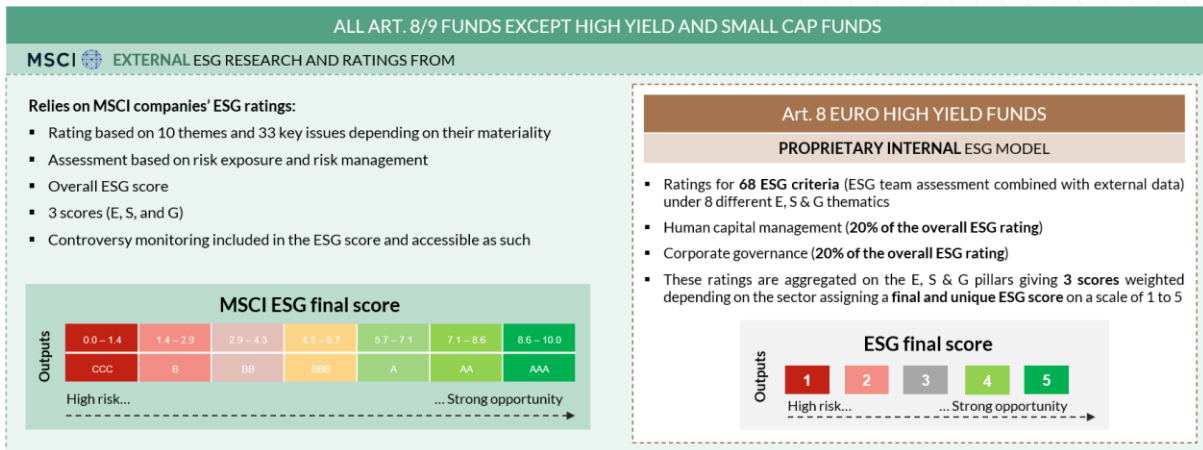 ALL ART. 8/9 FUNDS EXCEPT HIGH YIELD AND SMALL CAP FUNDS
MSCI EXTERNAL ESG RESEARCH AND RATINGS FROM
Relies on MSCI companies' ESG ratings:
▪ Rating based on 10 themes and 33 key issues depending on their materiality
▪ Assessment based on risk exposure and risk management
▪ Overall ESG score
▪ 3 scores (E, S, and G)
▪ Controversy monitoring included in the ESG score and accessible as such
MSCI ESG final score
Outputs
0.0 – 1.4 1.4 – 2.9 2.9 – 4.3 4.3 – 5.7 5.7 – 7.1 7.1 – 8.6 8.6 – 10.0
CCC B BB BBB A AA AAA
High risk... ... Strong opportunity
Art. 8 EURO HIGH YIELD FUNDS
PROPRIETARY INTERNAL ESG MODEL
▪ Ratings for 68 ESG criteria (ESG team assessment combined with external data)
under 8 different E, S & G thematics
▪ Human capital management (20% of the overall ESG rating)
▪ Corporate governance (20% of the overall ESG rating)
▪ These ratings are aggregated on the E, S & G pillars giving 3 scores weighted
depending on the sector assigning a final and unique ESG score on a scale of 1 to 5
ESG final score
Outputs
1 2 3 4 5
High risk... ... Strong opportunity